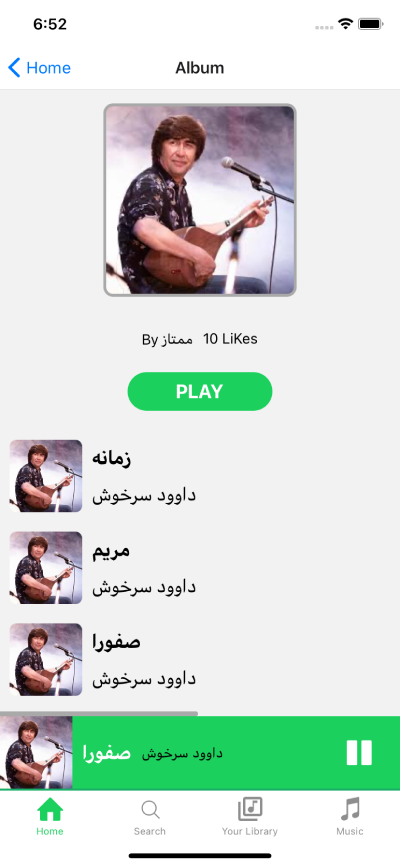 6:52
Home
Album
By ممتاز 10 LiKes
PLAY
زمانه
داوود سرخوش
مریم
داوود سرخوش
صفورا
داوود سرخوش
صفورا داوود سرخوش
Home
Search
Your Library
Music